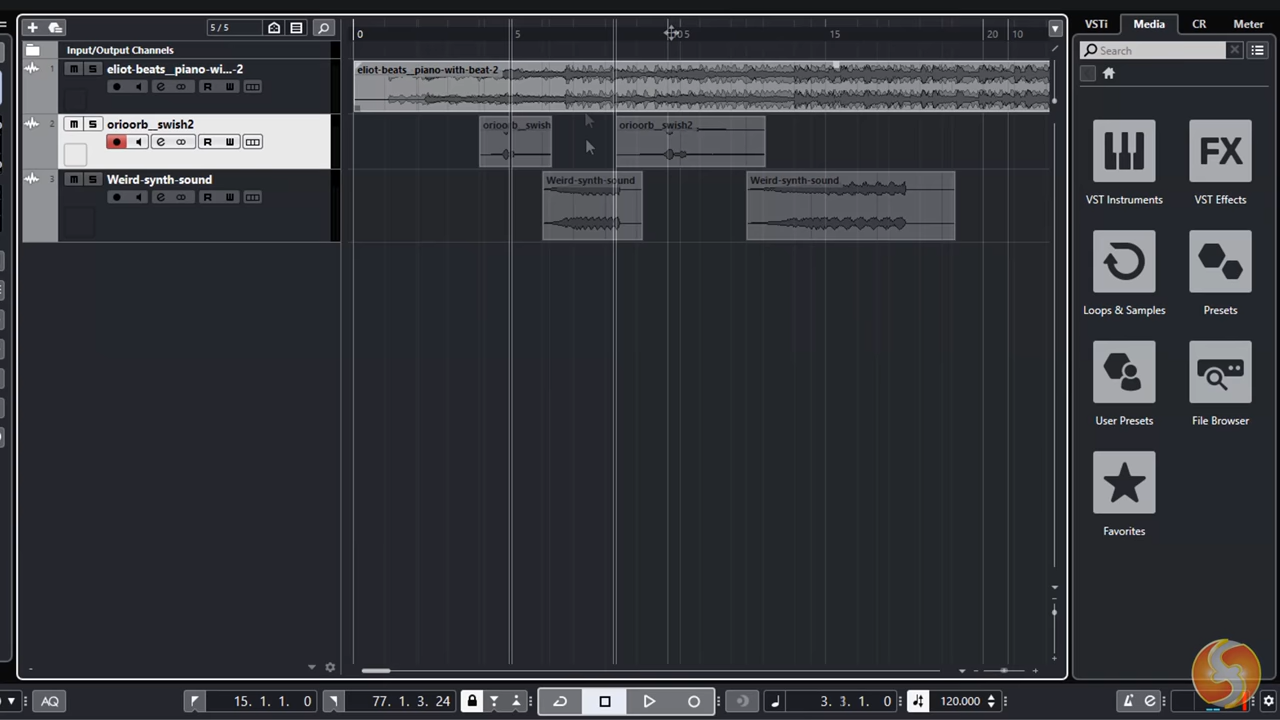 5 / 5
Input/Output Channels
1 m S eliot-beats__piano-wi...-2
R W
2 m S orioorb__swish2
e R W
3 m S Weird-synth-sound
e R W
0 5 15 20 10
eliot-beats__piano-with-beat-2
orioorb__swish
orioorb__swish2
Weird-synth-sound
Weird-synth-sound
VSTi Media CR Meter
Search
FX
VST Instruments VST Effects
Loops & Samples Presets
User Presets File Browser
Favorites
AQ 15. 1. 1. 0 77. 1. 3. 24 3. 3. 1. 0 120.000